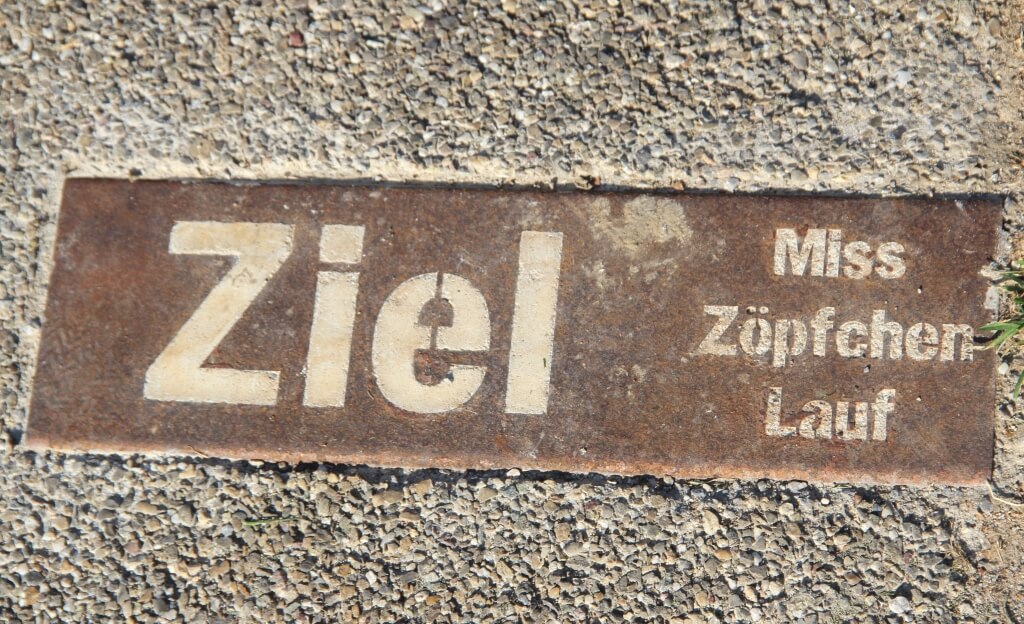 Ziel
Miss
Zöpfchen
Lauf